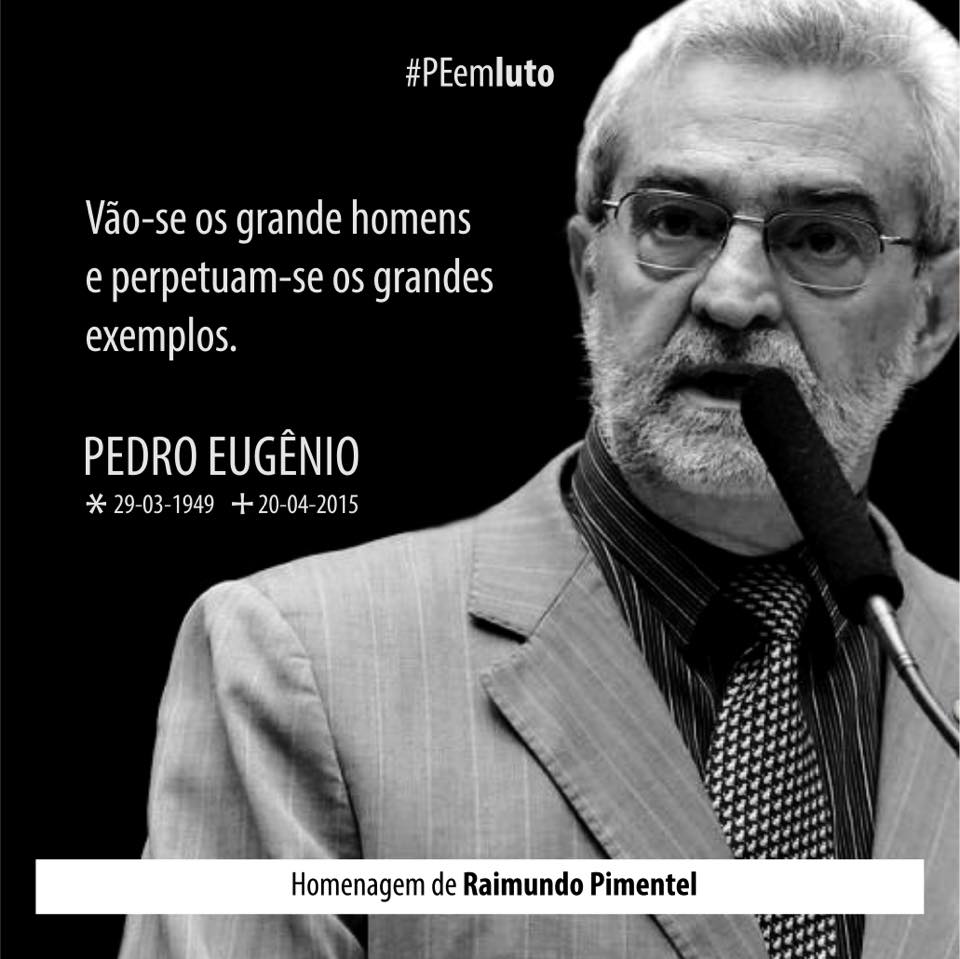 #PEemluto
Vão-se os grande homens
e perpetuam-se os grandes
exemplos.
PEDRO EUGÊNIO
* 29-03-1949 + 20-04-2015
Homenagem de Raimundo Pimentel